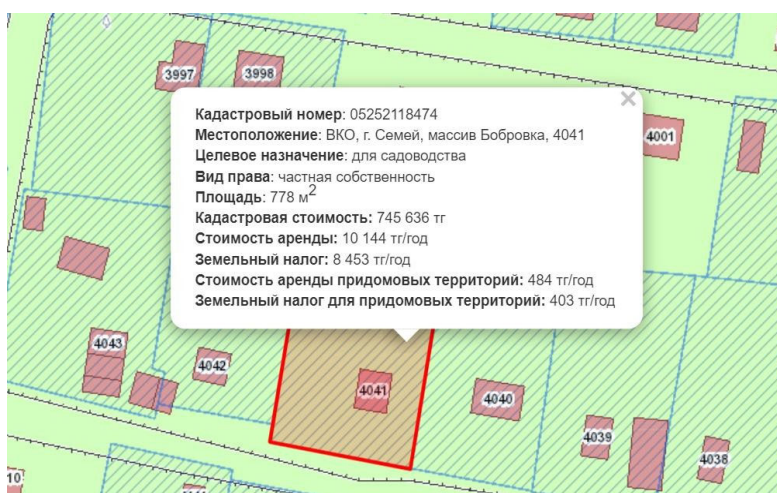 3997
3998
×
Кадастровый номер: 05252118474
Местоположение: ВКО, г. Семей, массив Бобровка, 4041
Целевое назначение: для садоводства
Вид права: частная собственность
Площадь: 778 м2
Кадастровая стоимость: 745 636 тг
Стоимость аренды: 10 144 тг/год
Земельный налог: 8 453 тг/год
Стоимость аренды придомовых территорий: 484 тг/год
Земельный налог для придомовых территорий: 403 тг/год
4001
4043
4042
4041
4040
4039
4038
10